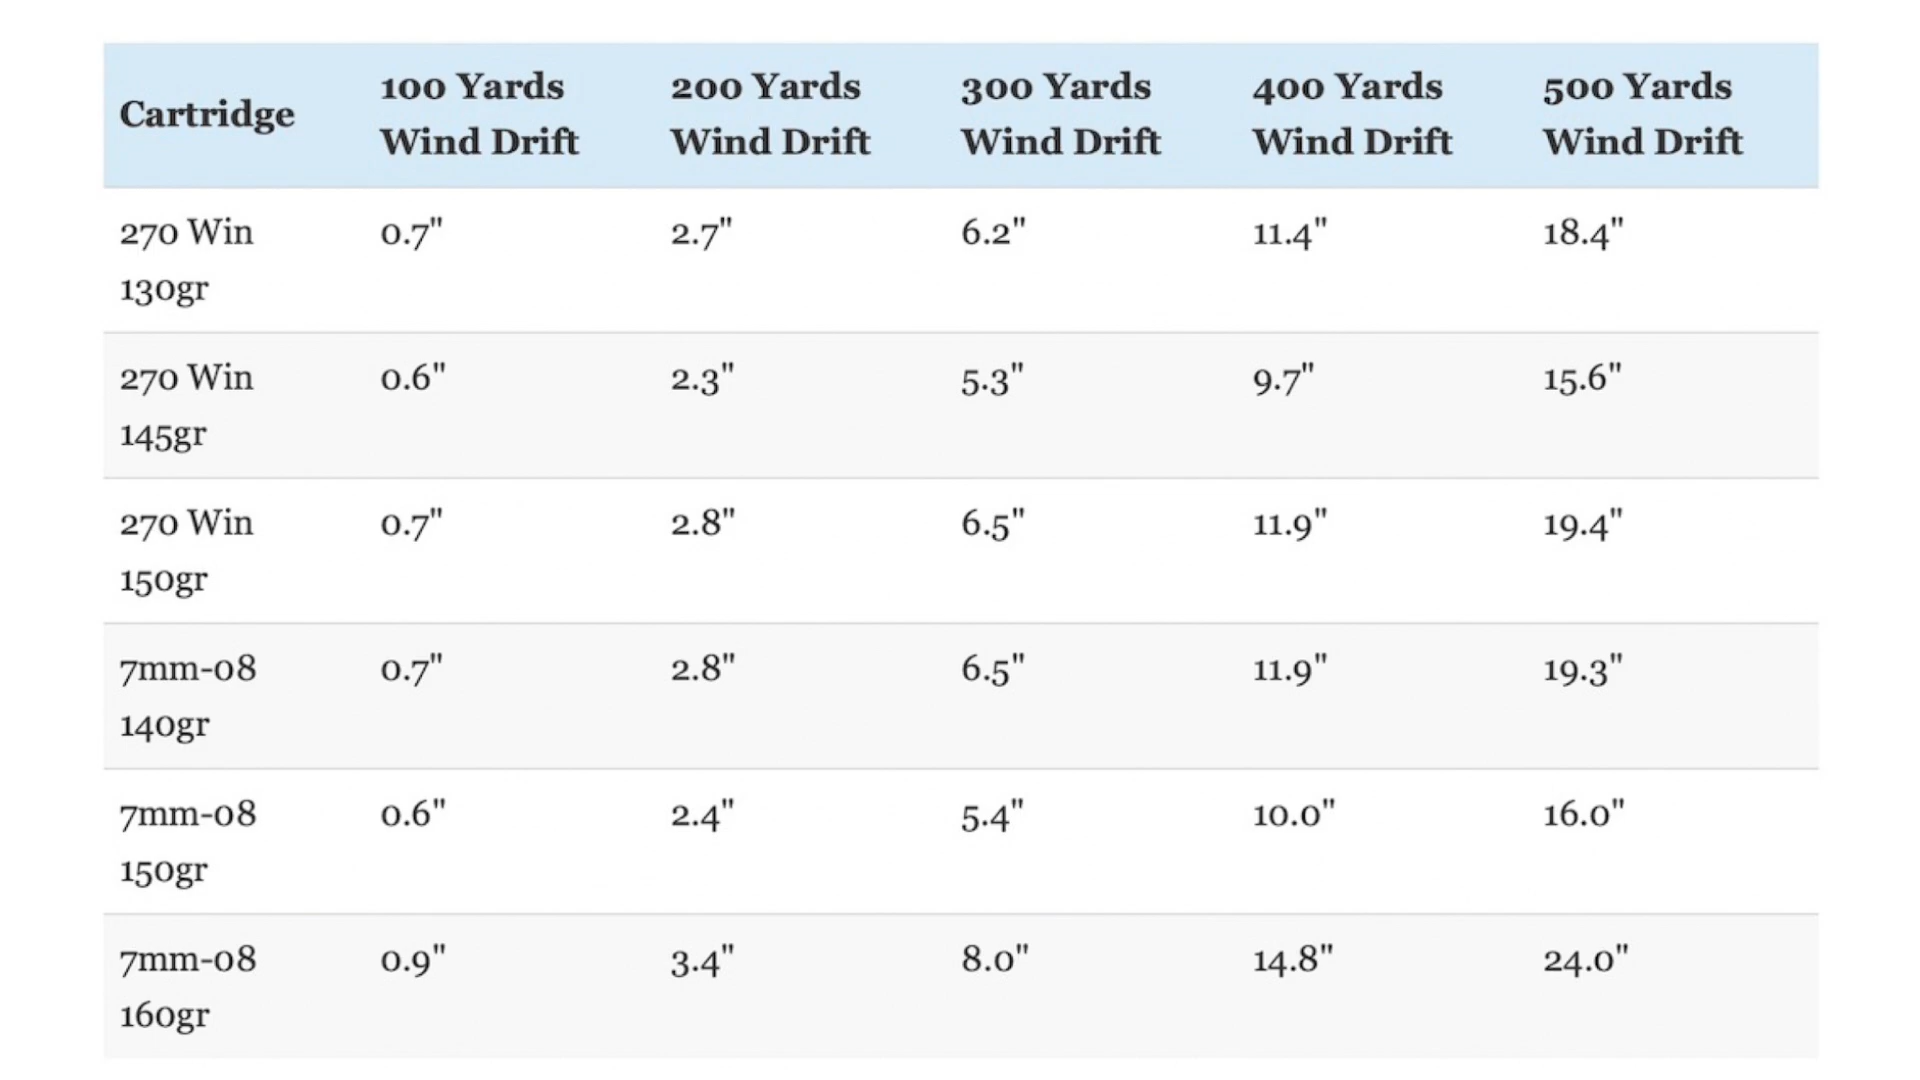 Cartridge 100 Yards Wind Drift 200 Yards Wind Drift 300 Yards Wind Drift 400 Yards Wind Drift 500 Yards Wind Drift
270 Win 130gr 0.7" 2.7" 6.2" 11.4" 18.4"
270 Win 145gr 0.6" 2.3" 5.3" 9.7" 15.6"
270 Win 150gr 0.7" 2.8" 6.5" 11.9" 19.4"
7mm-08 140gr 0.7" 2.8" 6.5" 11.9" 19.3"
7mm-08 150gr 0.6" 2.4" 5.4" 10.0" 16.0"
7mm-08 160gr 0.9" 3.4" 8.0" 14.8" 24.0"